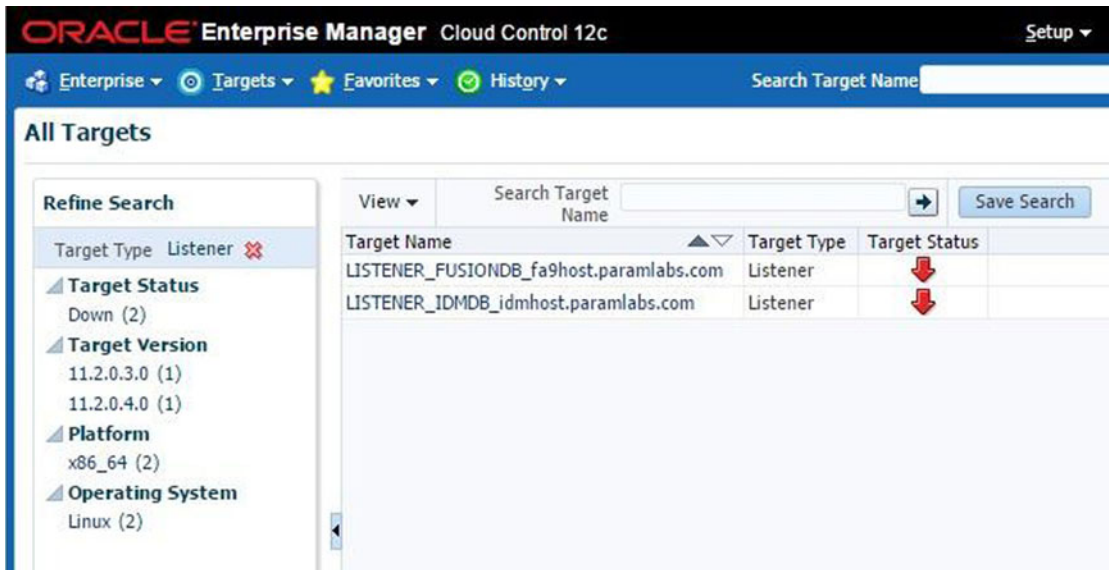 ORACLE Enterprise Manager Cloud Control 12c Setup
Enterprise Targets Favorites History Search Target Name
All Targets
Refine Search
Target Type Listener
Target Status
Down (2)
Target Version
11.2.0.3.0 (1)
11.2.0.4.0 (1)
Platform
x86_64 (2)
Operating System
Linux (2)
View Search Target Name Save Search
Target Name Target Type Target Status
LISTENER_FUSIONDB_fa9host.paramlabs.com Listener
LISTENER_IDMDB_idmhost.paramlabs.com Listener